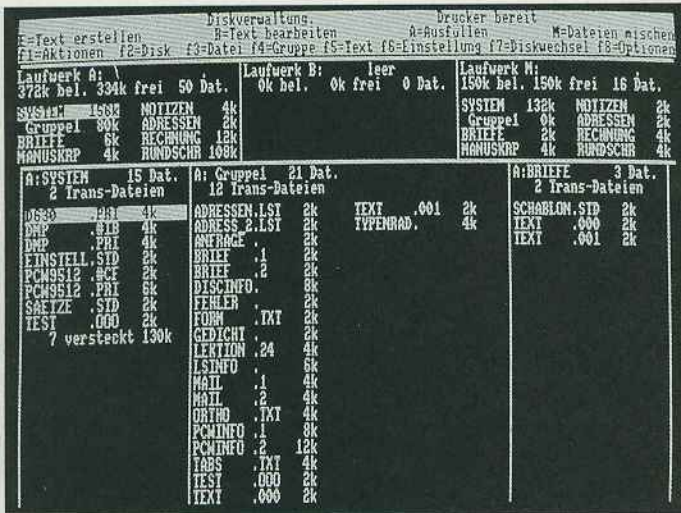 Diskverwaltung. Drucker bereit
E=Text erstellen B=Text bearbeiten A=Ausfüllen M=Dateien mischen
f1=Aktionen f2=Disk f3=Datei f4=Gruppe f5=Text f6=Einstellung f7=Diskwechsel f8=Optionen
Laufwerk A: \
372k bel. 334k frei 50 Dat.
SYSTEM 158k NOTIZEN 4k
Gruppe1 80k ADRESSEN 2k
BRIEFE 6k RECHNUNG 12k
MANUSKRP 4k RUNDSCHR 108k
Laufwerk B: leer
0k bel. 0k frei 0 Dat.
Laufwerk M:
150k bel. 150k frei 16 Dat.
SYSTEM 132k NOTIZEN 2k
Gruppe1 0k ADRESSEN 2k
BRIEFE 2k RECHNUNG 4k
MANUSKRP 4k RUNDSCHR 4k
A:SYSTEM 15 Dat.
2 Trans-Dateien
D630 .PRI 4k
DMP .#IB 4k
DMP .PRI 4k
EINSTELL.STD 2k
PCW9512 .#CF 2k
PCW9512 .PRI 6k
SAETZE .STD 2k
TEST .000 2k
7 versteckt 130k
A: Gruppe1 21 Dat.
12 Trans-Dateien
ADRESSEN.LST 2k
ADRESS_2.LST 2k
ANFRAGE . 2k
BRIEF .1 2k
BRIEF .2 2k
DISCINFO. 8k
FEHLER . 2k
FORM .TXT 2k
GEDICHT . 2k
LEKTION .24 4k
LSINFO . 6k
MAIL .1 4k
MAIL .2 4k
ORTHO .TXT 4k
PCWINFO .1 8k
PCWINFO .2 12k
TABS .TXT 4k
TEST .000 2k
TEXT .000 2k
TEXT .001 2k
TYPENRAD. 4k
A:BRIEFE 3 Dat.
2 Trans-Dateien
SCHABLON.STD 2k
TEXT .000 2k
TEXT .001 2k